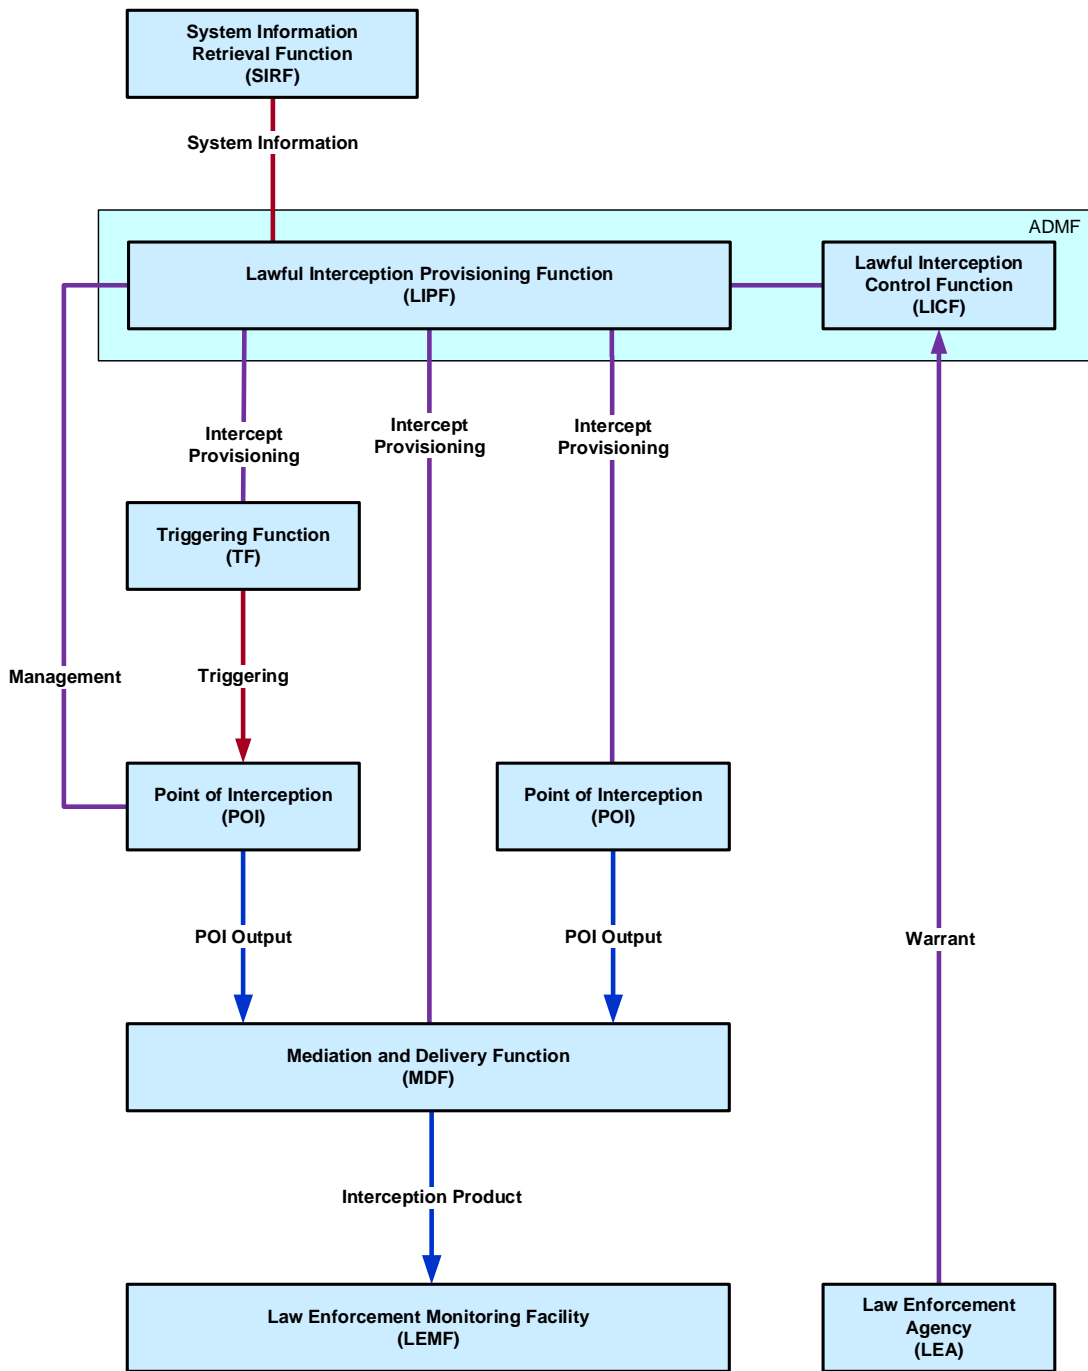 System Information
Retrieval Function
(SIRF)
System Information
ADMF
Lawful Interception Provisioning Function
(LIPF)
Lawful Interception
Control Function
(LICF)
Intercept
Provisioning
Intercept
Provisioning
Intercept
Provisioning
Triggering Function
(TF)
Management
Triggering
Point of Interception
(POI)
Point of Interception
(POI)
POI Output
POI Output
Warrant
Mediation and Delivery Function
(MDF)
Interception Product
Law Enforcement Monitoring Facility
(LEMF)
Law Enforcement
Agency
(LEA)